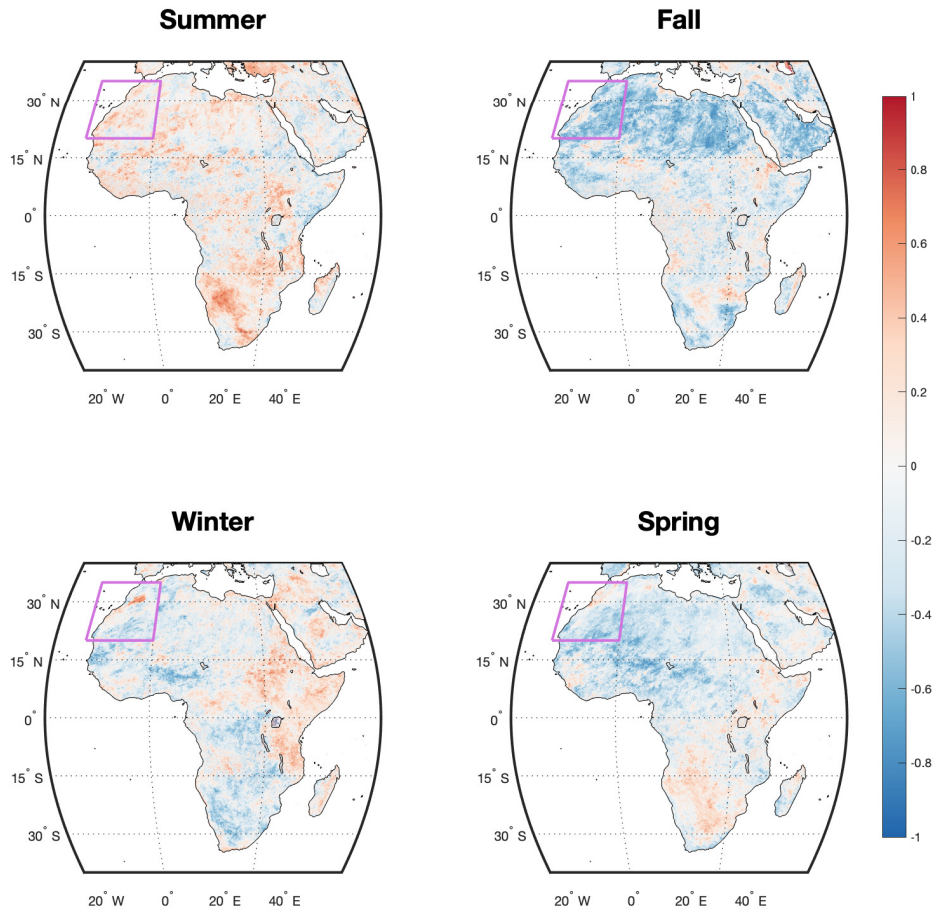 Summer
30° N
15° N
0°
15° S
30° S
20° W 0° 20° E 40° E
Fall
30° N
15° N
0°
15° S
30° S
20° W 0° 20° E 40° E
Winter
30° N
15° N
0°
15° S
30° S
20° W 0° 20° E 40° E
Spring
30° N
15° N
0°
15° S
30° S
20° W 0° 20° E 40° E
1
0.8
0.6
0.4
0.2
0
-0.2
-0.4
-0.6
-0.8
-1